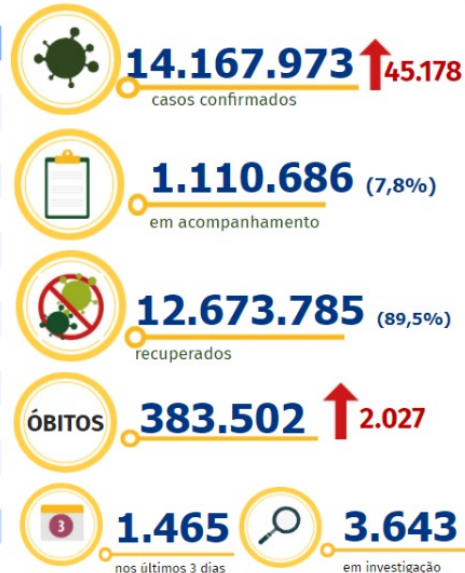 14.167.973 45.178
casos confirmados
1.110.686 (7,8%)
em acompanhamento
12.673.785 (89,5%)
recuperados
ÓBITOS 383.502 2.027
3 1.465 3.643
nos últimos 3 dias em investigação